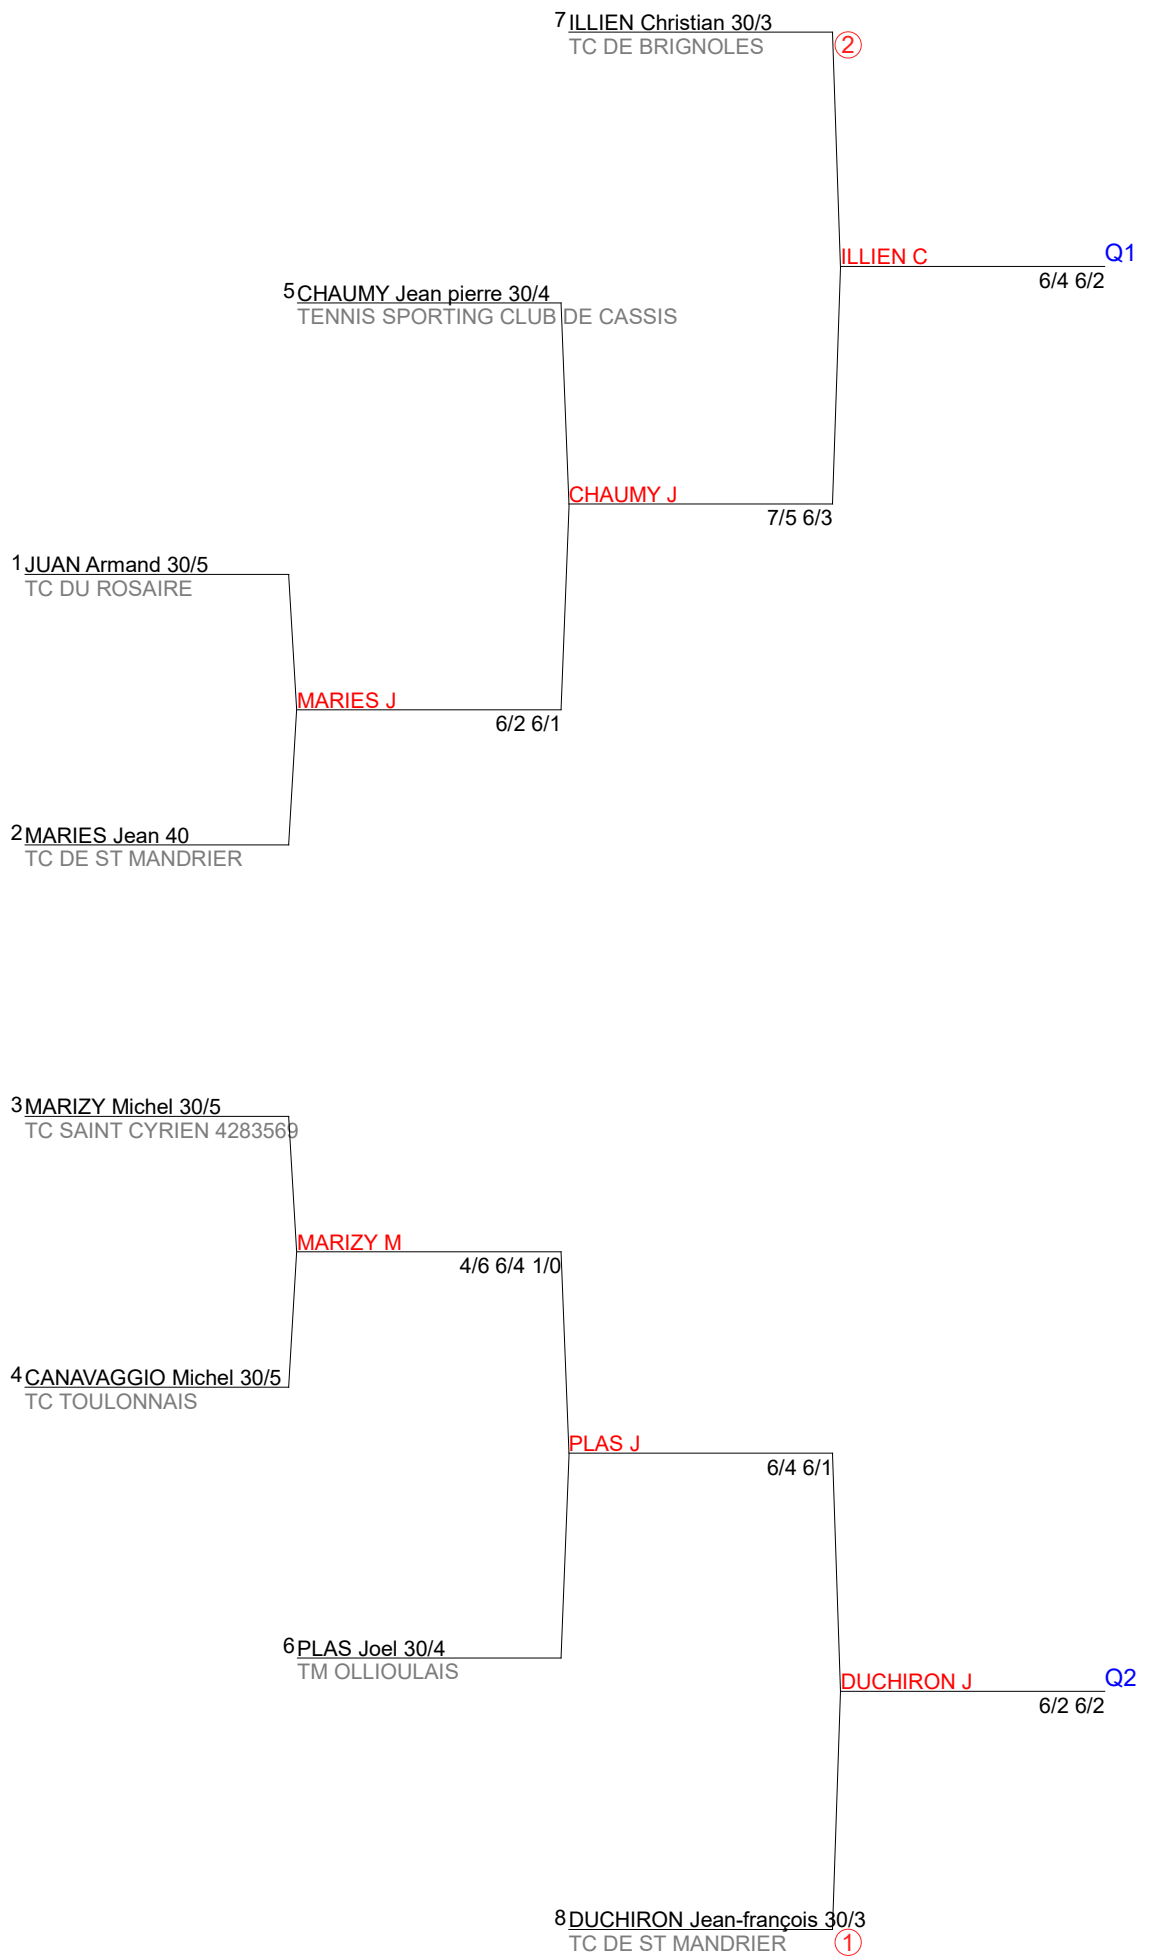 7 ILLIEN Christian 30/3
TC DE BRIGNOLES
2
ILLIEN C
Q1
6/4 6/2
5 CHAUMY Jean pierre 30/4
TENNIS SPORTING CLUB DE CASSIS
CHAUMY J
7/5 6/3
1 JUAN Armand 30/5
TC DU ROSAIRE
MARIES J
6/2 6/1
2 MARIES Jean 40
TC DE ST MANDRIER
3 MARIZY Michel 30/5
TC SAINT CYRIEN 4283569
MARIZY M
4/6 6/4 1/0
4 CANAVAGGIO Michel 30/5
TC TOULONNAIS
PLAS J
6/4 6/1
6 PLAS Joel 30/4
TM OLLIOULAIS
DUCHIRON J
Q2
6/2 6/2
8 DUCHIRON Jean-françois 30/3
TC DE ST MANDRIER
1